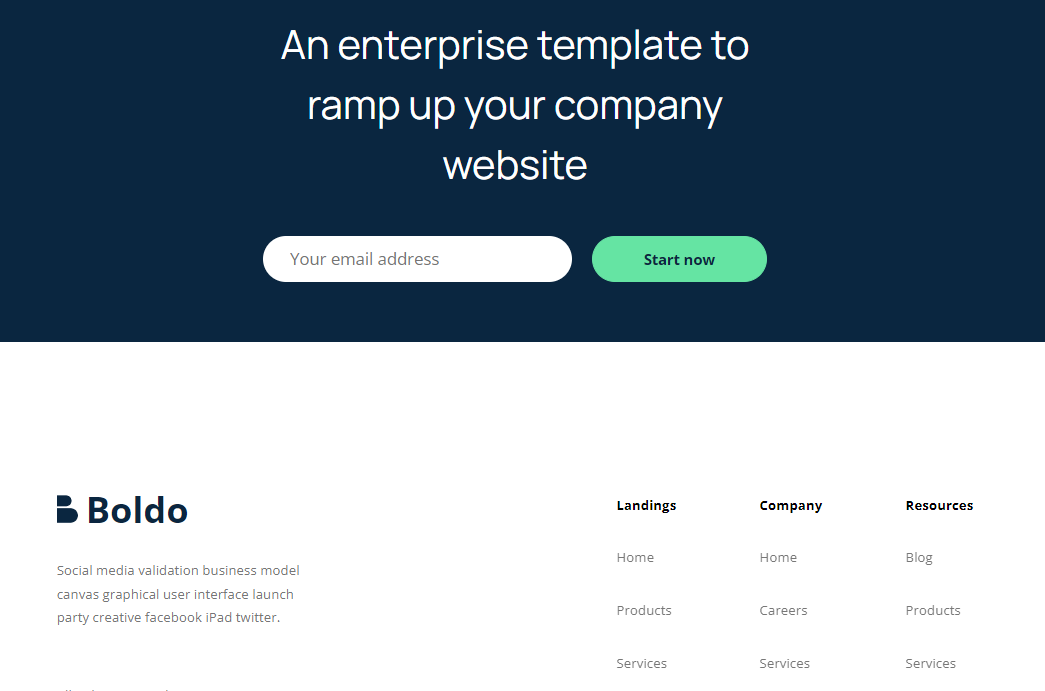 An enterprise template to
ramp up your company
website
Your email address
Start now
Boldo
Social media validation business model
canvas graphical user interface launch
party creative facebook iPad twitter.
Landings
Home
Products
Services
Company
Home
Careers
Services
Resources
Blog
Products
Services